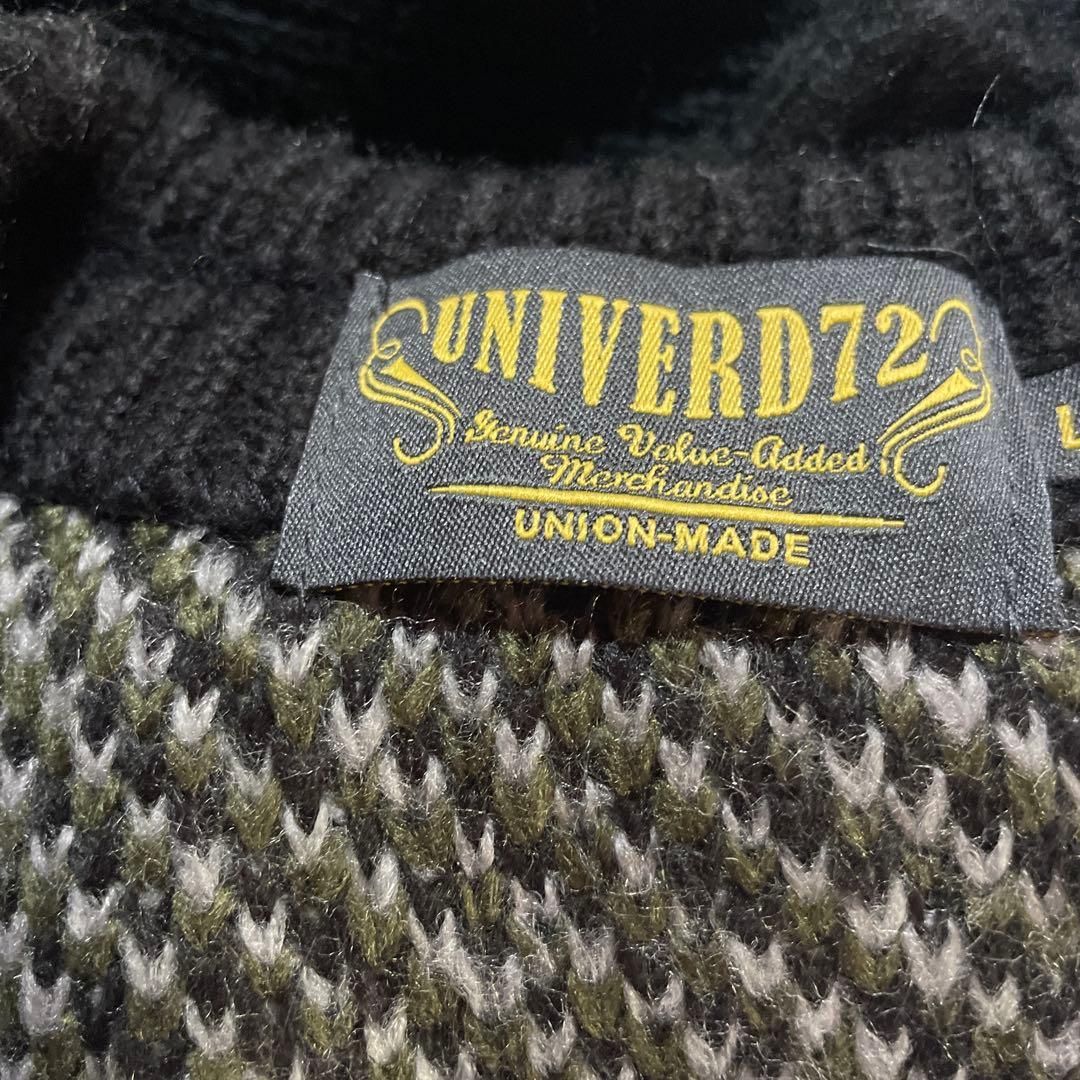 UNIVERD72
Genuine Value-Added
Merchandise
UNION-MADE
L